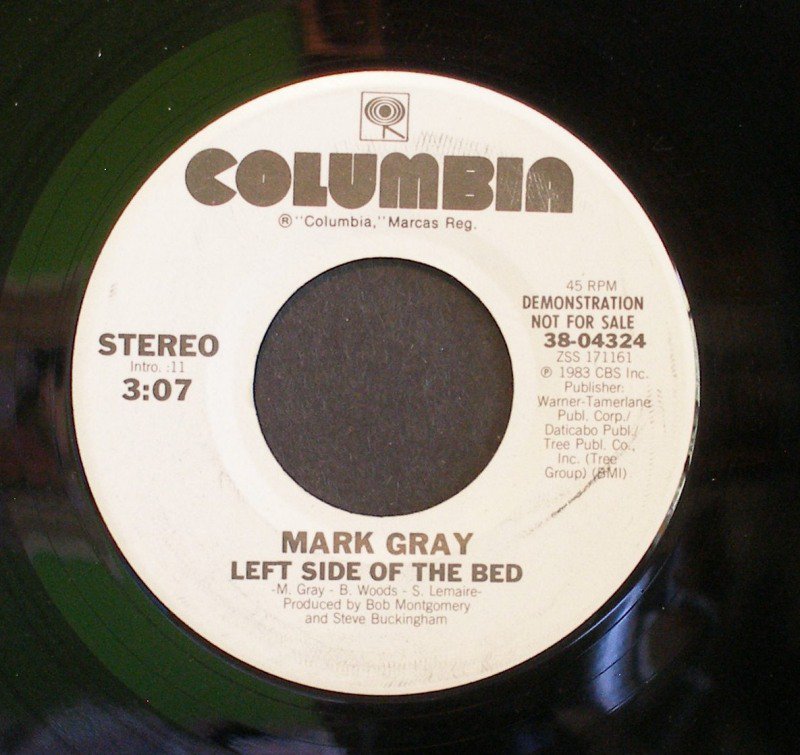 COLUMBIA
® "Columbia," Marcas Reg.
STEREO
Intro. :11
3:07
45 RPM
DEMONSTRATION
NOT FOR SALE
38-04324
ZSS 171161
℗ 1983 CBS Inc.
Publisher:
Warner-Tamerlane
Publ. Corp./
Daticabo Publ./
Tree Publ. Co.,
Inc. (Tree
Group) (BMI)
MARK GRAY
LEFT SIDE OF THE BED
-M. Gray - B. Woods - S. Lemaire-
Produced by Bob Montgomery
and Steve Buckingham